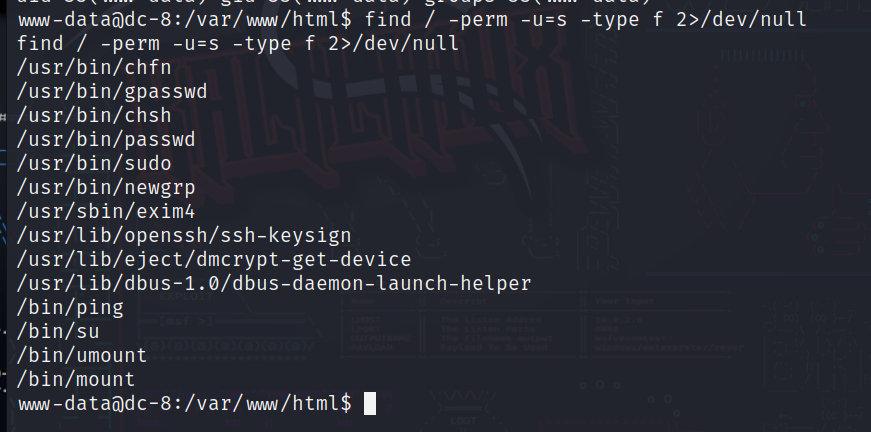 www-data@dc-8:/var/www/html$ find / -perm -u=s -type f 2>/dev/null
find / -perm -u=s -type f 2>/dev/null
/usr/bin/chfn
/usr/bin/gpasswd
/usr/bin/chsh
/usr/bin/passwd
/usr/bin/sudo
/usr/bin/newgrp
/usr/sbin/exim4
/usr/lib/openssh/ssh-keysign
/usr/lib/eject/dmcrypt-get-device
/usr/lib/dbus-1.0/dbus-daemon-launch-helper
/bin/ping
/bin/su
/bin/umount
/bin/mount
www-data@dc-8:/var/www/html$